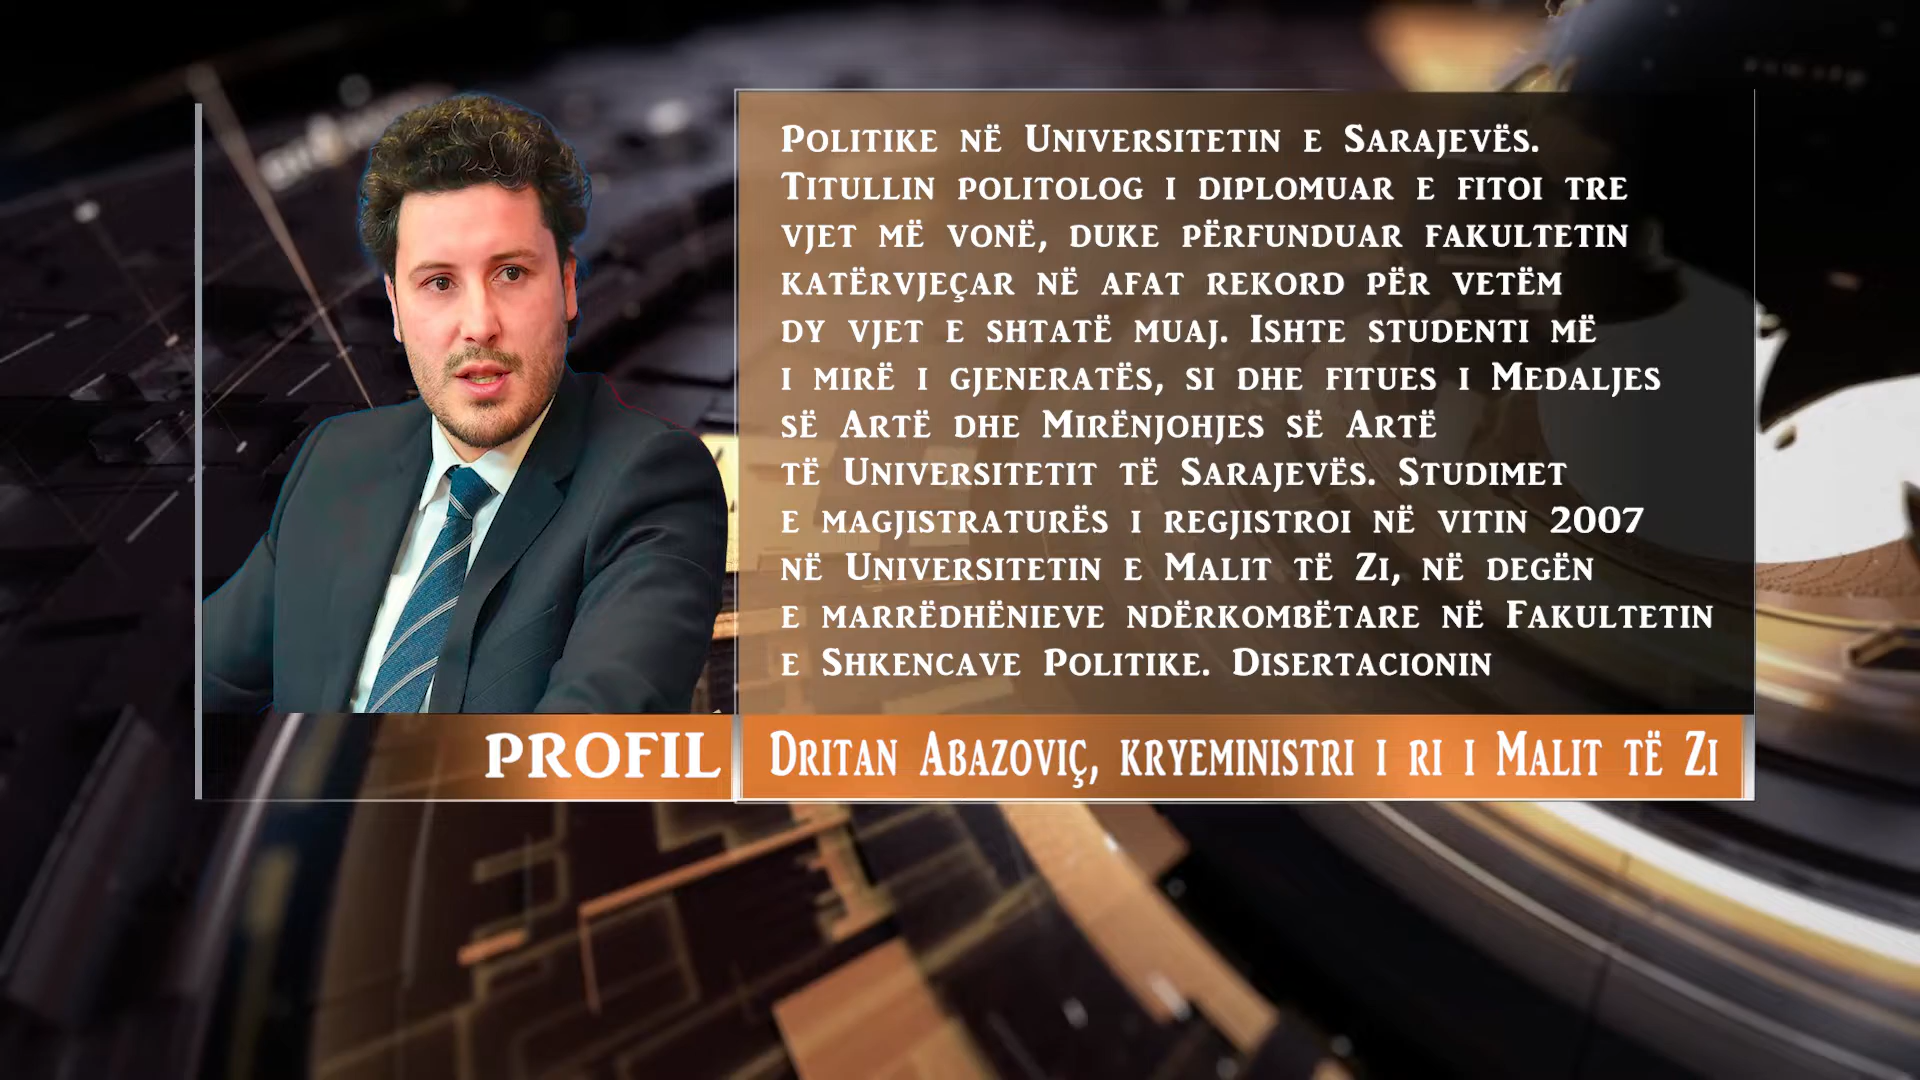 Politike në Universitetin e Sarajevës.
Titullin politolog i diplomuar e fitoi tre
vjet më vonë, duke përfunduar fakultetin
katërvjeçar në afat rekord për vetëm
dy vjet e shtatë muaj. Ishte studenti më
i mirë i gjeneratës, si dhe fitues i Medaljes
së Artë dhe Mirënjohjes së Artë
të Universitetit të Sarajevës. Studimet
e magjistraturës i regjistroi në vitin 2007
në Universitetin e Malit të Zi, në degën
e marrëdhënieve ndërkombëtare në Fakultetin
e Shkencave Politike. Disertacionin
PROFIL
Dritan Abazoviç, kryeministri i ri i Malit të Zi